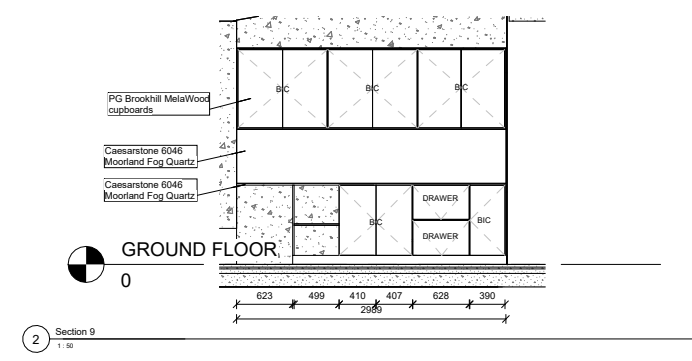 BIC
BIC
BIC
PG Brookhill MelaWood
cupboards
Caesarstone 6046
Moorland Fog Quartz
Caesarstone 6046
Moorland Fog Quartz
DRAWER
BIC
BIC
DRAWER
GROUND FLOOR
0
623 499 410 407 628 390
2989
2 Section 9
1 : 50